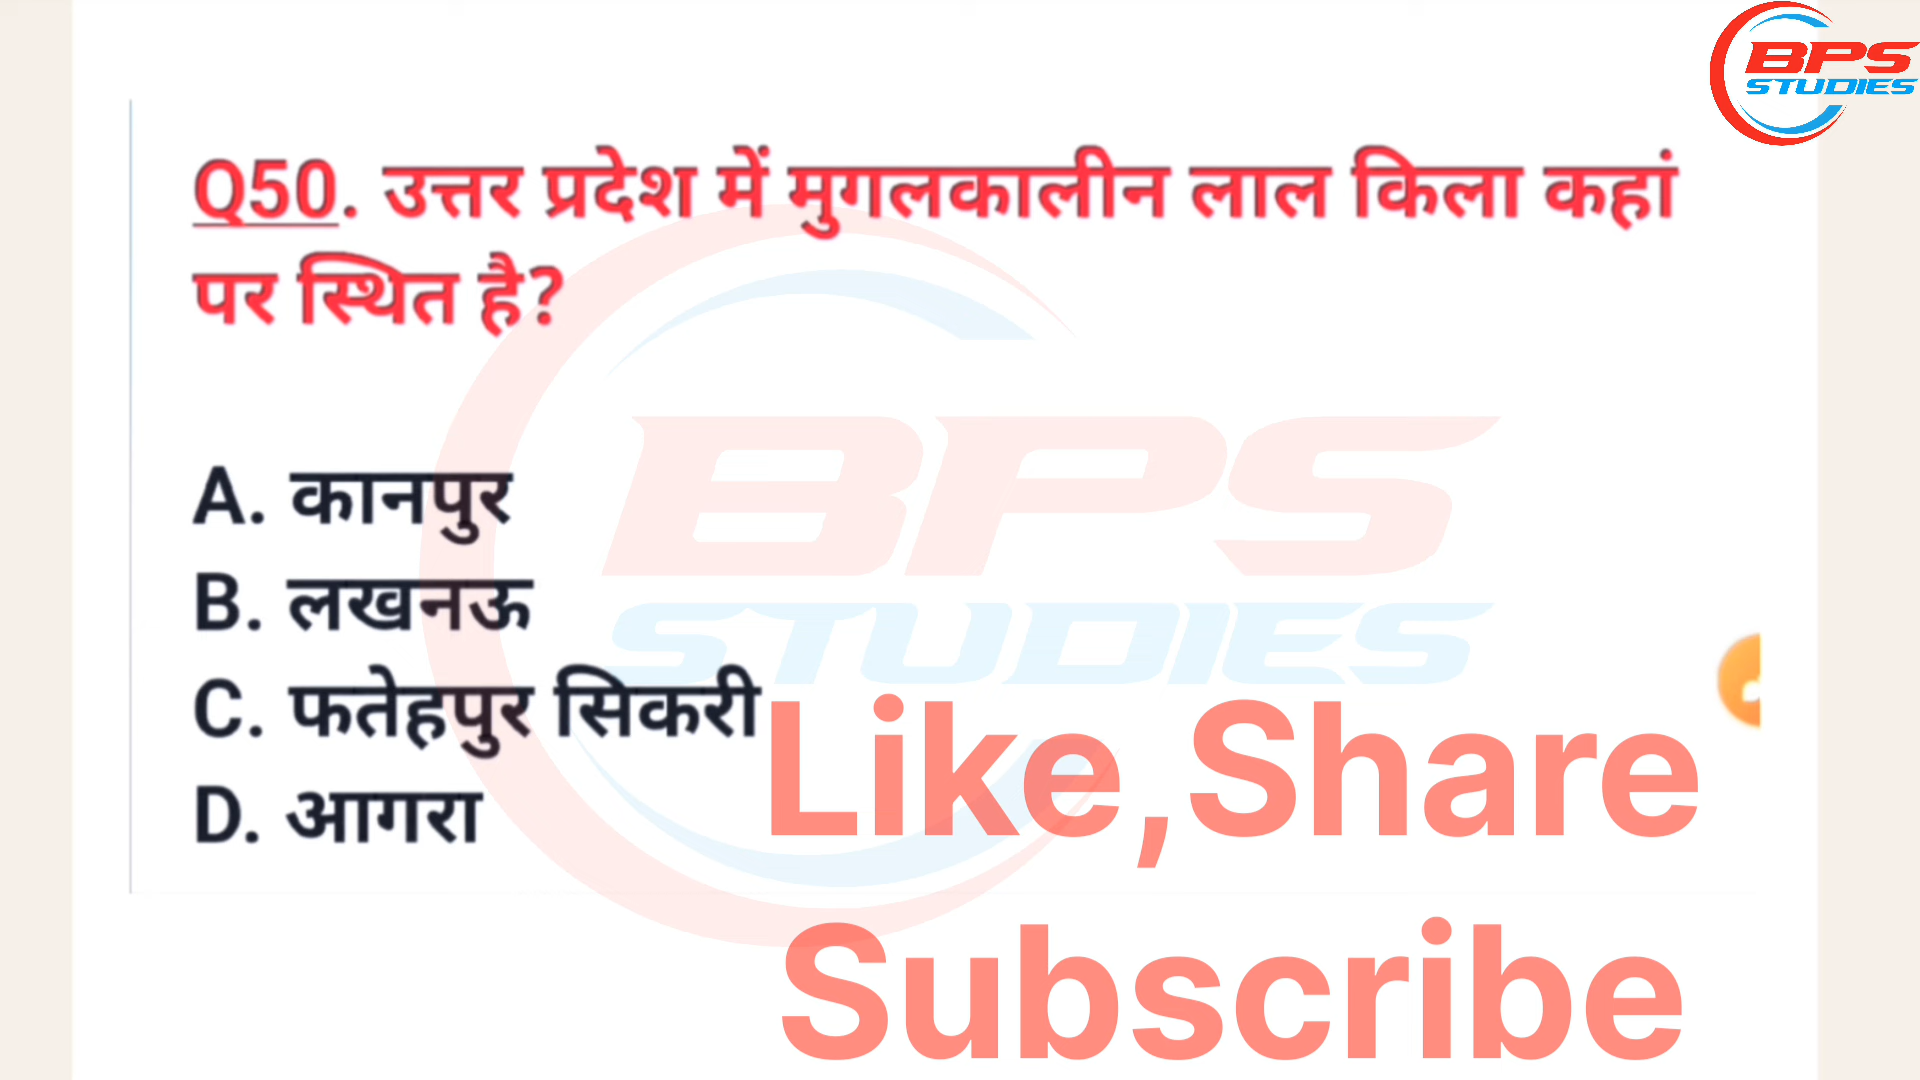 BPS
STUDIES
Q50. उत्तर प्रदेश में मुगलकालीन लाल किला कहां
पर स्थित है?
BPS
STUDIES
A. कानपुर
B. लखनऊ
C. फतेहपुर सिकरी
D. आगरा
Like,Share
Subscribe